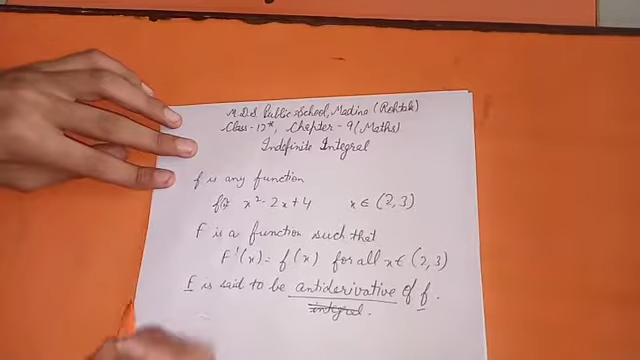 M.D.S Public School, Madina (Rohtak)
Class-12th, Chapter-9 (Maths)
Indefinite Integral
f is any function
f(x) x² - 2x + 4 x ∈ (2, 3)
F is a function such that
F'(x) = f(x) for all x ∈ (2, 3)
F is said to be antiderivative of f.
integral.